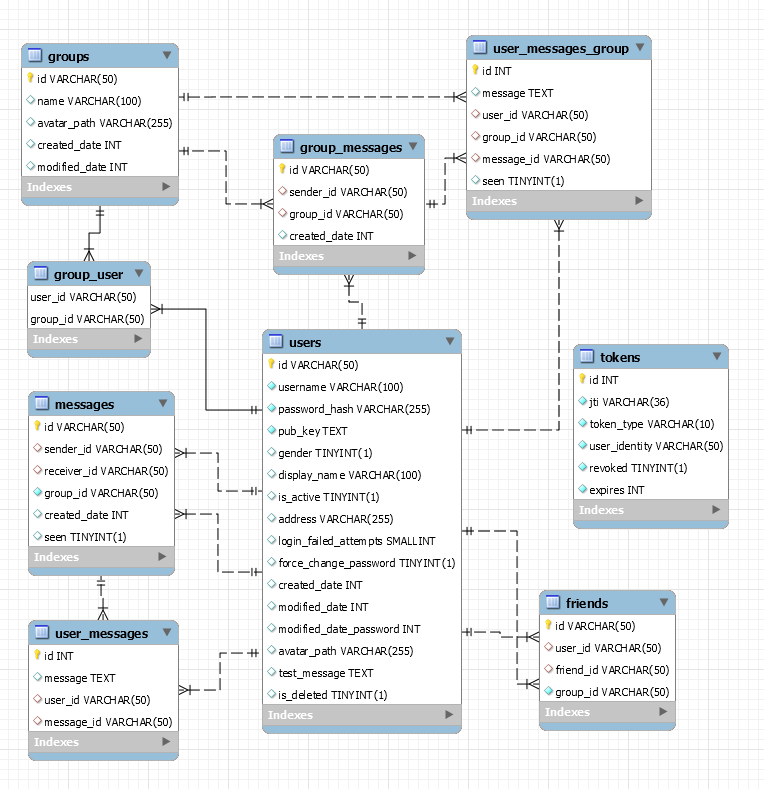 groups
id VARCHAR(50)
name VARCHAR(100)
avatar_path VARCHAR(255)
created_date INT
modified_date INT
Indexes
user_messages_group
id INT
message TEXT
user_id VARCHAR(50)
group_id VARCHAR(50)
message_id VARCHAR(50)
seen TINYINT(1)
Indexes
group_messages
id VARCHAR(50)
sender_id VARCHAR(50)
group_id VARCHAR(50)
created_date INT
Indexes
group_user
user_id VARCHAR(50)
group_id VARCHAR(50)
Indexes
users
id VARCHAR(50)
username VARCHAR(100)
password_hash VARCHAR(255)
pub_key TEXT
gender TINYINT(1)
display_name VARCHAR(100)
is_active TINYINT(1)
address VARCHAR(255)
login_failed_attempts SMALLINT
force_change_password TINYINT(1)
created_date INT
modified_date INT
modified_date_password INT
avatar_path VARCHAR(255)
test_message TEXT
is_deleted TINYINT(1)
Indexes
tokens
id INT
jti VARCHAR(36)
token_type VARCHAR(10)
user_identity VARCHAR(50)
revoked TINYINT(1)
expires INT
Indexes
messages
id VARCHAR(50)
sender_id VARCHAR(50)
receiver_id VARCHAR(50)
group_id VARCHAR(50)
created_date INT
seen TINYINT(1)
Indexes
user_messages
id INT
message TEXT
user_id VARCHAR(50)
message_id VARCHAR(50)
Indexes
friends
id VARCHAR(50)
user_id VARCHAR(50)
friend_id VARCHAR(50)
group_id VARCHAR(50)
Indexes